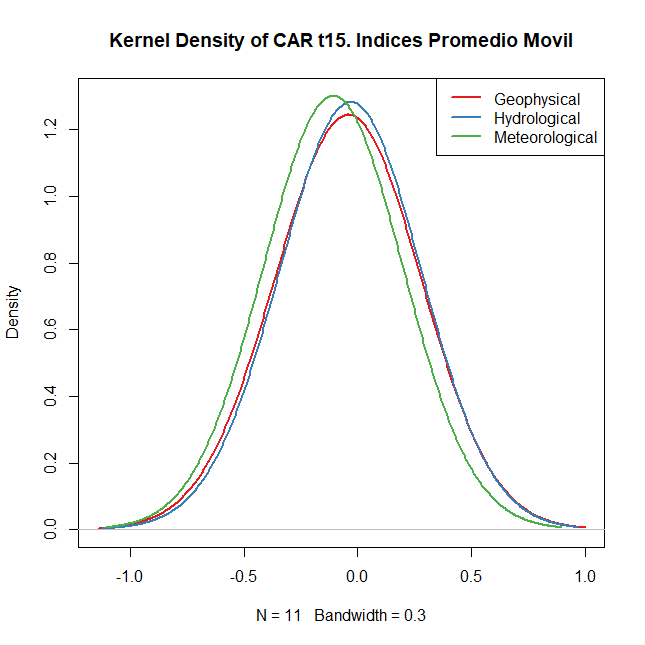 Kernel Density of CAR t15. Indices Promedio Movil
Geophysical
Hydrological
Meteorological
Density
1.2
1.0
0.8
0.6
0.4
0.2
0.0
-1.0 -0.5 0.0 0.5 1.0
N = 11 Bandwidth = 0.3